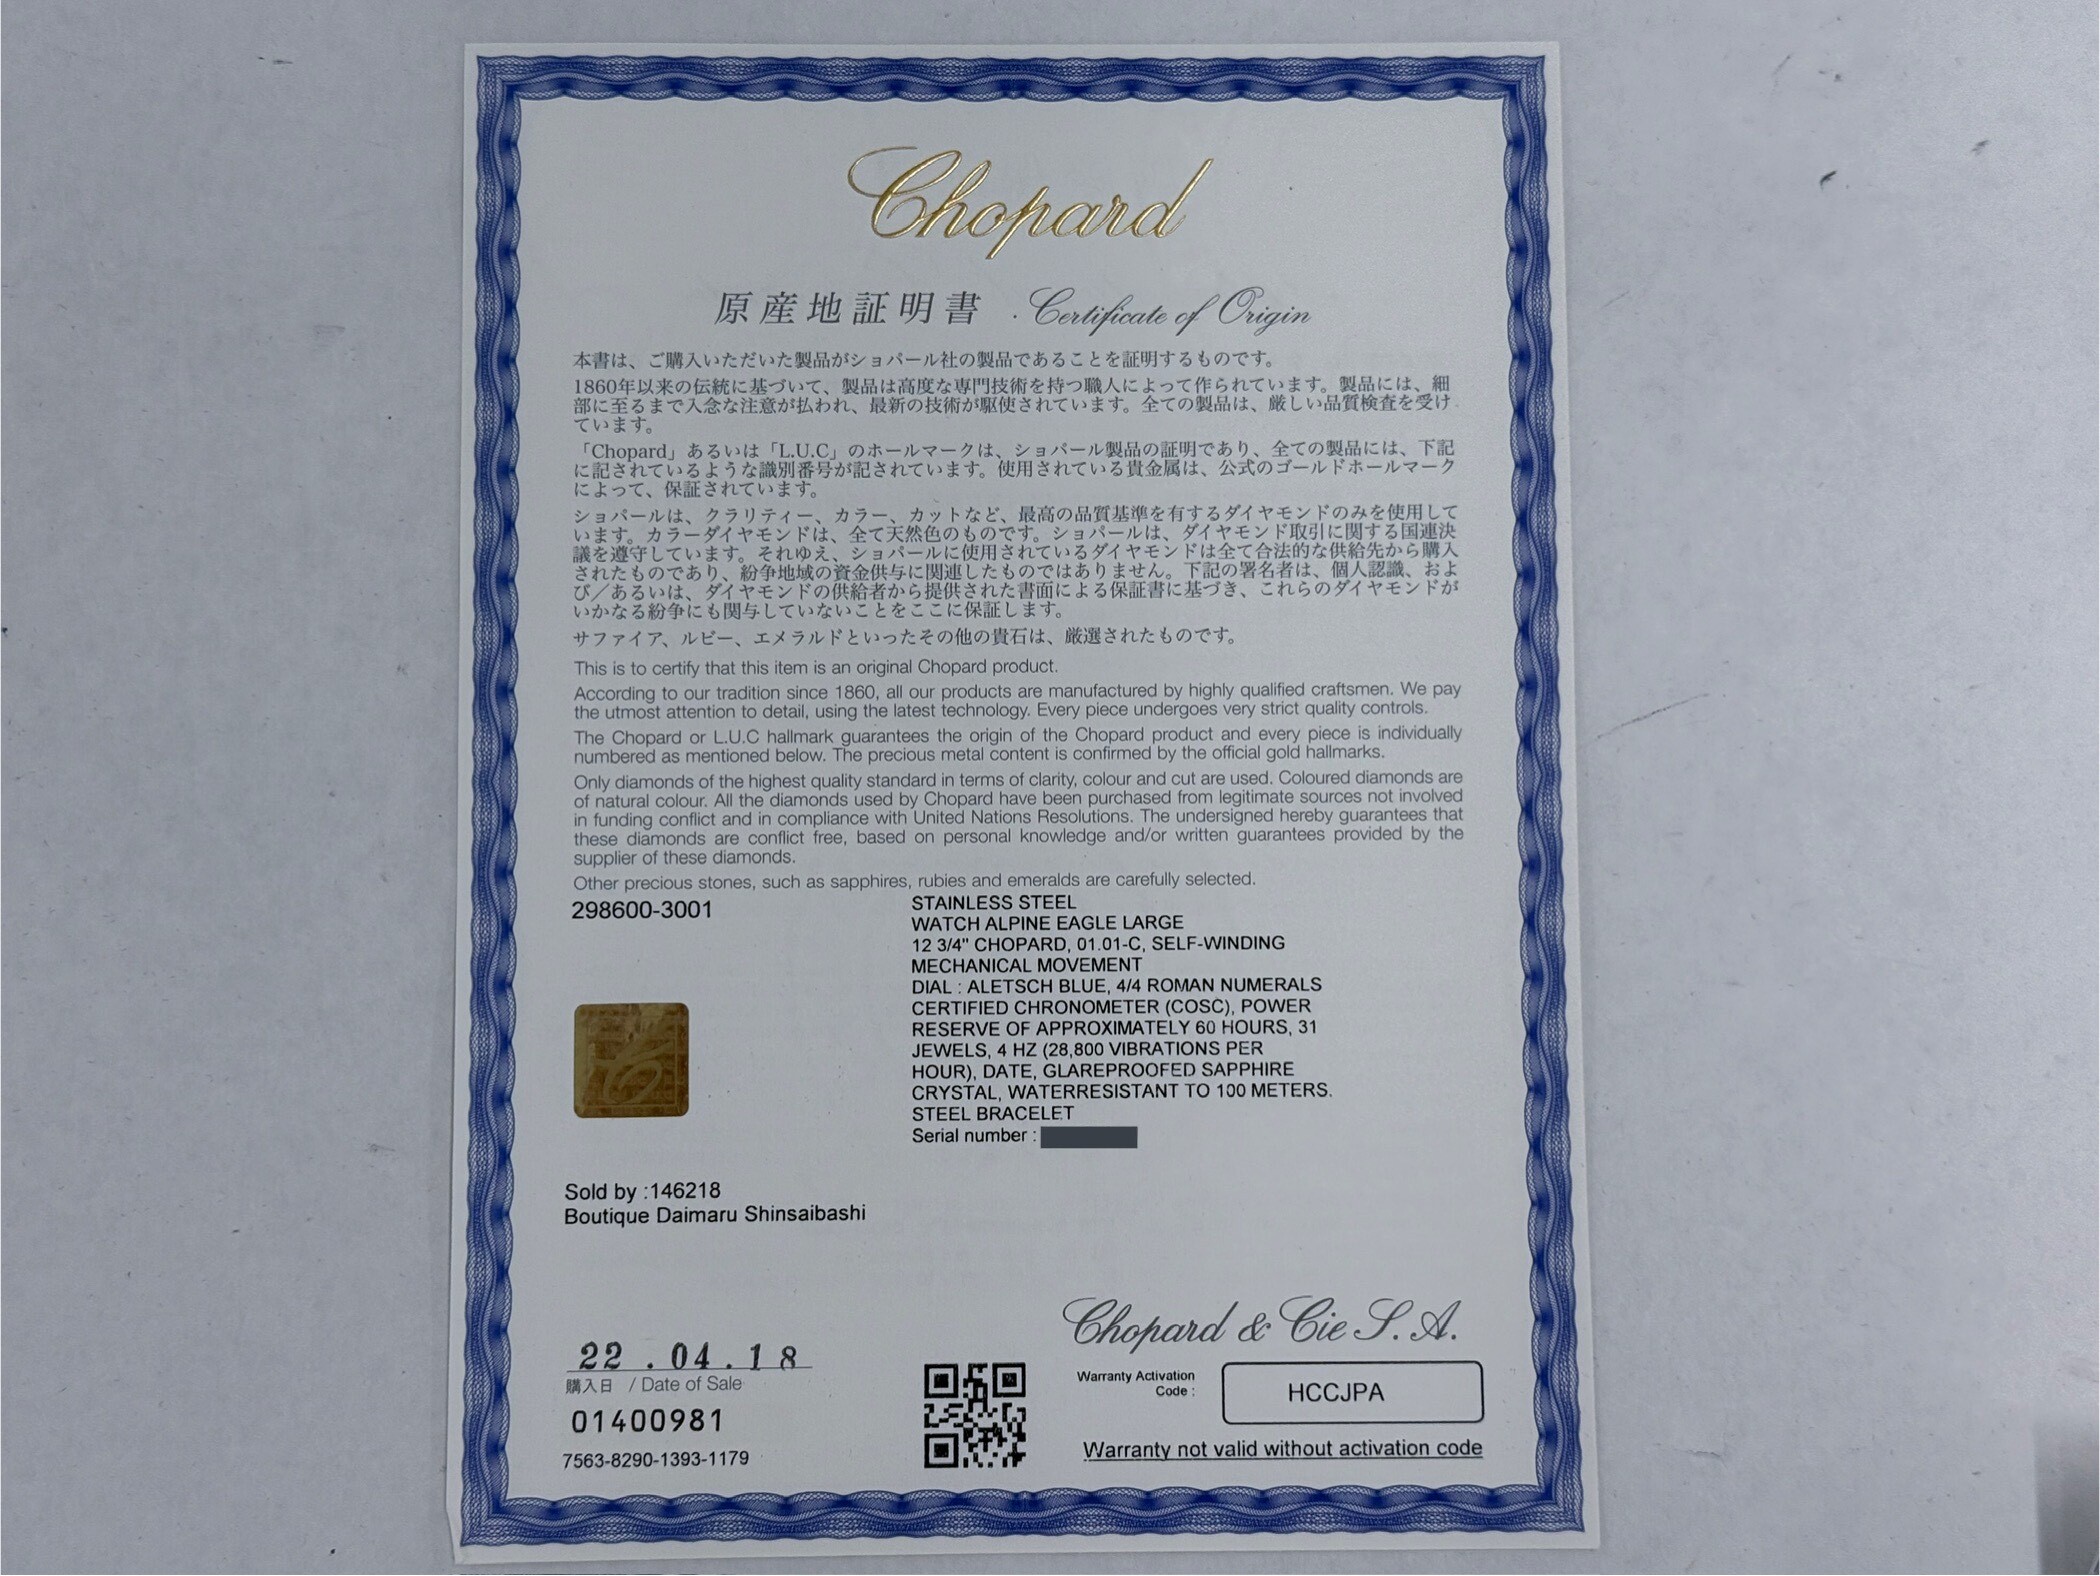 Chopard
原産地証明書 · Certificate of Origin
本書は、ご購入いただいた製品がショパール社の製品であることを証明するものです。
1860年以来の伝統に基づいて、製品は高度な専門技術を持つ職人によって作られています。製品には、細
部に至るまで入念な注意が払われ、最新の技術が駆使されています。全ての製品は、厳しい品質検査を受け
ています。
「Chopard」あるいは「L.U.C」のホールマークは、ショパール製品の証明であり、全ての製品には、下記
に記されているような識別番号が記されています。使用されている貴金属は、公式のゴールドホールマーク
によって、保証されています。
ショパールは、クラリティー、カラー、カットなど、最高の品質基準を有するダイヤモンドのみを使用して
います。カラーダイヤモンドは、全て天然色のものです。ショパールは、ダイヤモンド取引に関する国連決
議を遵守しています。それゆえ、ショパールに使用されているダイヤモンドは全て合法的な供給先から購入
されたものであり、紛争地域の資金供与に関連したものではありません。下記の署名者は、個人認識、およ
び／あるいは、ダイヤモンドの供給者から提供された書面による保証書に基づき、これらのダイヤモンドが
いかなる紛争にも関与していないことをここに保証します。
サファイア、ルビー、エメラルドといったその他の貴石は、厳選されたものです。
This is to certify that this item is an original Chopard product.
According to our tradition since 1860, all our products are manufactured by highly qualified craftsmen. We pay
the utmost attention to detail, using the latest technology. Every piece undergoes very strict quality controls.
The Chopard or L.U.C hallmark guarantees the origin of the Chopard product and every piece is individually
numbered as mentioned below. The precious metal content is confirmed by the official gold hallmarks.
Only diamonds of the highest quality standard in terms of clarity, colour and cut are used. Coloured diamonds are
of natural colour. All the diamonds used by Chopard have been purchased from legitimate sources not involved
in funding conflict and in compliance with United Nations Resolutions. The undersigned hereby guarantees that
these diamonds are conflict free, based on personal knowledge and/or written guarantees provided by the
supplier of these diamonds.
Other precious stones, such as sapphires, rubies and emeralds are carefully selected.
298600-3001
STAINLESS STEEL
WATCH ALPINE EAGLE LARGE
12 3/4" CHOPARD, 01.01-C, SELF-WINDING
MECHANICAL MOVEMENT
DIAL : ALETSCH BLUE, 4/4 ROMAN NUMERALS
CERTIFIED CHRONOMETER (COSC), POWER
RESERVE OF APPROXIMATELY 60 HOURS, 31
JEWELS, 4 HZ (28,800 VIBRATIONS PER
HOUR), DATE, GLAREPROOFED SAPPHIRE
CRYSTAL, WATERRESISTANT TO 100 METERS.
STEEL BRACELET
Serial number :
Sold by :146218
Boutique Daimaru Shinsaibashi
Chopard & Cie S.A.
22 . 04 . 18
購入日 / Date of Sale
01400981
7563-8290-1393-1179
Warranty Activation
Code :
HCCJPA
Warranty not valid without activation code